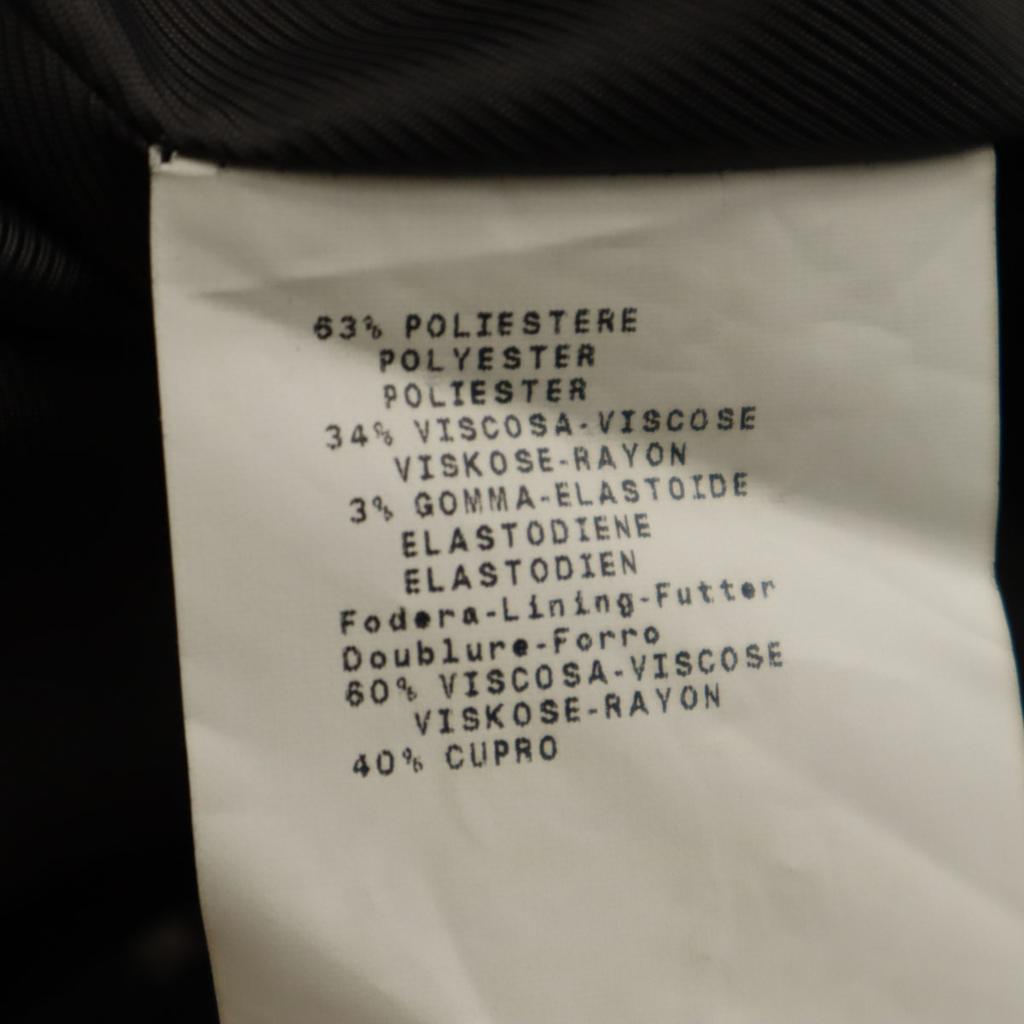 63% POLIESTERE
POLYESTER
POLIESTER
34% VISCOSA-VISCOSE
VISKOSE-RAYON
3% GOMMA-ELASTOIDE
ELASTODIENE
ELASTODIEN
Fodera-Lining-Futter
Doublure-Forro
60% VISCOSA-VISCOSE
VISKOSE-RAYON
40% CUPRO